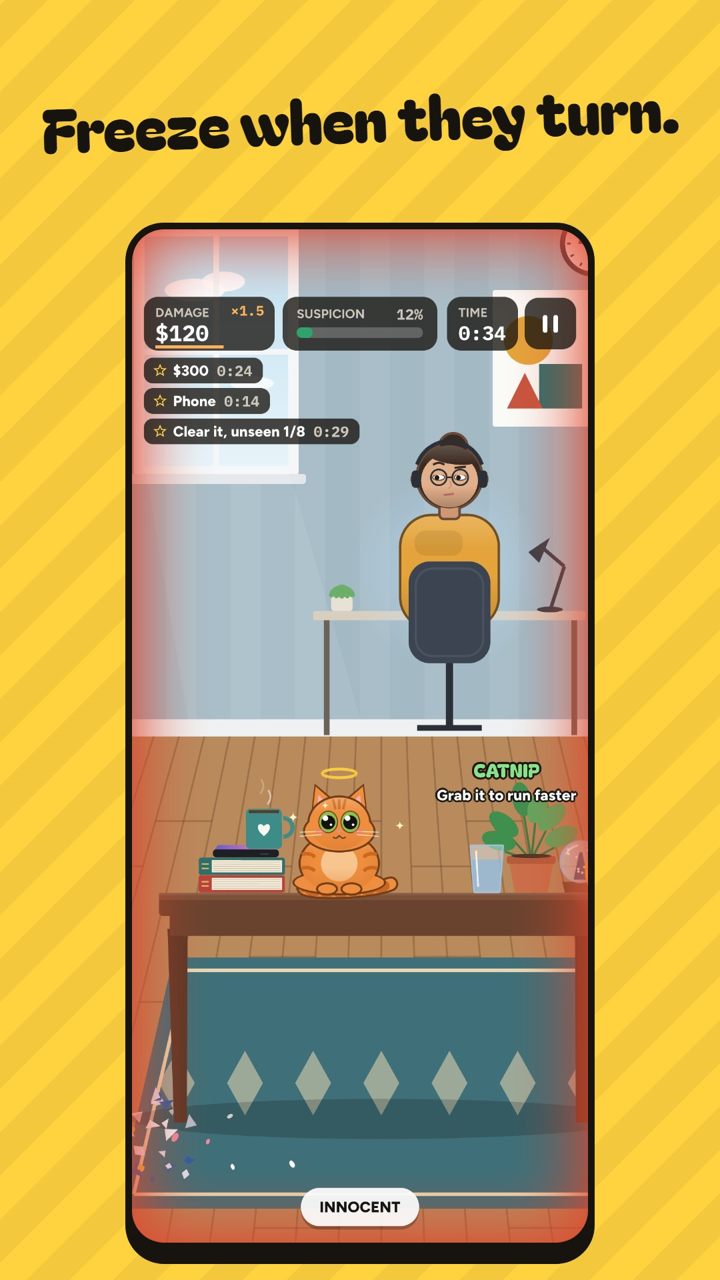 Freeze when they turn.
DAMAGE ×1.5
$120
SUSPICION 12%
TIME
0:34
$300 0:24
Phone 0:14
Clear it, unseen 1/8 0:29
CATNIP
Grab it to run faster
INNOCENT